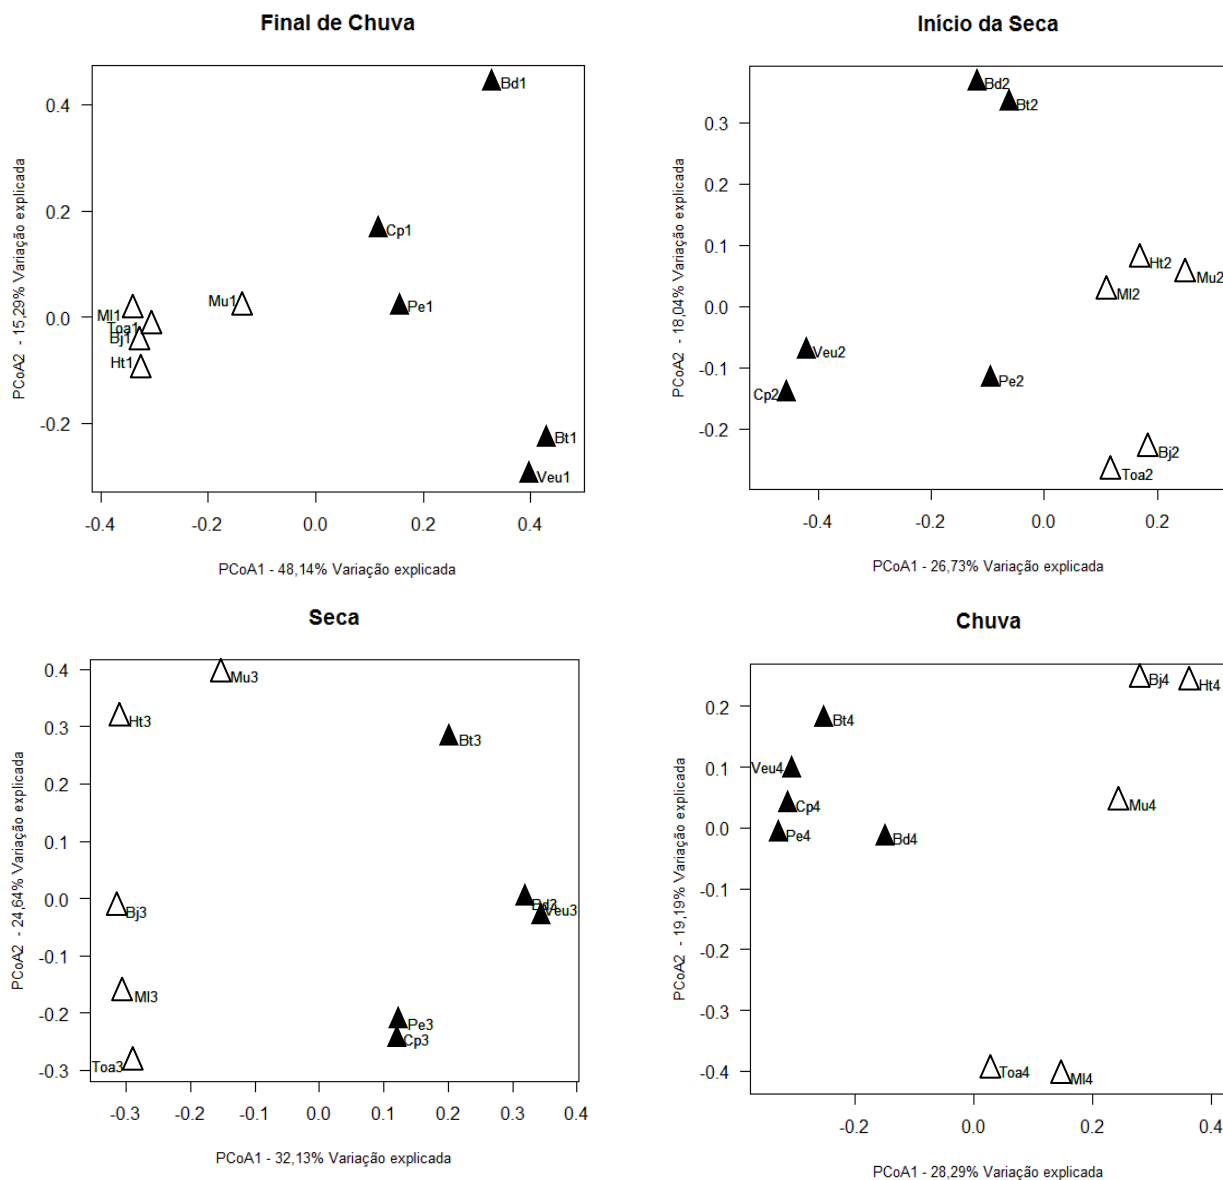 Final de Chuva
PCoA2 - 15,29% Variação explicada
0.4
0.2
0.0
-0.2
Bd1
Cp1
Mu1
Pe1
Ml1
Toa1
Bj1
Ht1
Bt1
Veu1
-0.4
-0.2
0.0
0.2
0.4
PCoA1 - 48,14% Variação explicada
Início da Seca
PCoA2 - 18,04% Variação explicada
0.3
0.2
0.1
0.0
-0.1
-0.2
Bd2
Bt2
Ht2
Mu2
Ml2
Veu2
Cp2
Pe2
Bj2
Toa2
-0.4
-0.2
0.0
0.2
PCoA1 - 26,73% Variação explicada
Seca
PCoA2 - 24,64% Variação explicada
0.4
0.3
0.2
0.1
0.0
-0.1
-0.2
-0.3
Mu3
Ht3
Bt3
Bj3
Bd3
Veu3
Ml3
Pe3
Cp3
Toa3
-0.3
-0.2
-0.1
0.0
0.1
0.2
0.3
0.4
PCoA1 - 32,13% Variação explicada
Chuva
PCoA2 - 19,19% Variação explicada
0.2
0.1
0.0
-0.1
-0.2
-0.3
-0.4
Bj4
Ht4
Bt4
Veu4
Cp4
Mu4
Pe4
Bd4
Toa4
Ml4
-0.2
0.0
0.2
0.4
PCoA1 - 28,29% Variação explicada